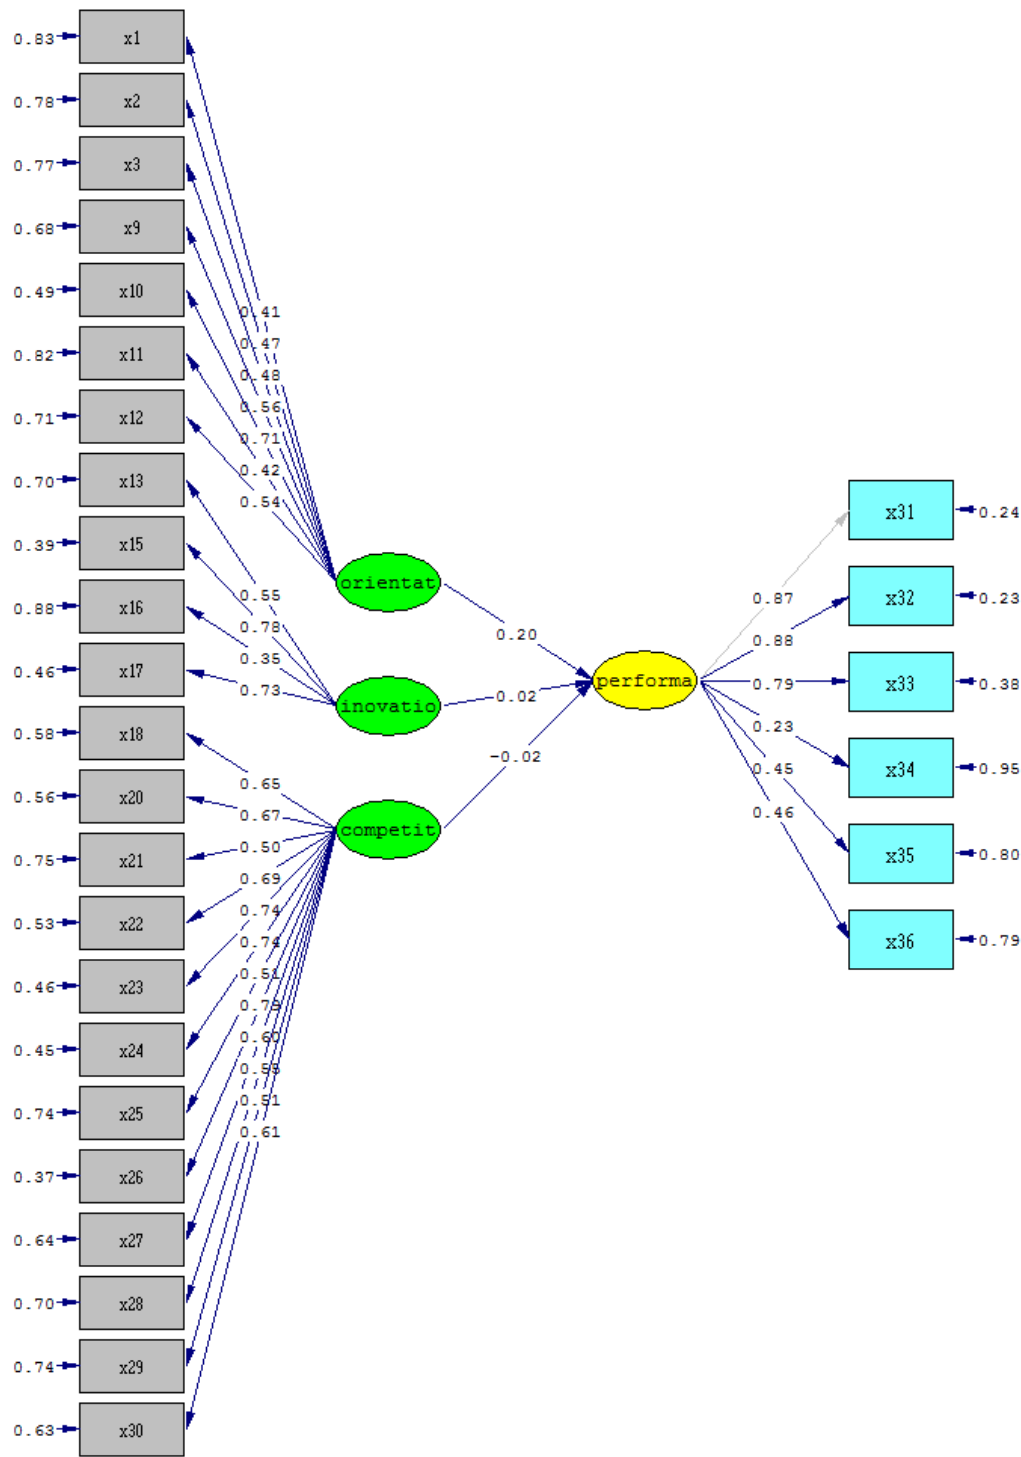 0.83 x1
0.78 x2
0.77 x3
0.68 x9
0.49 x10
0.82 x11
0.71 x12
0.70 x13
0.39 x15
0.88 x16
0.46 x17
0.58 x18
0.56 x20
0.75 x21
0.53 x22
0.46 x23
0.45 x24
0.74 x25
0.37 x26
0.64 x27
0.70 x28
0.74 x29
0.63 x30
0.41
0.47
0.48
0.56
0.71
0.42
0.54
0.55
0.78
0.35
0.73
0.65
0.67
0.50
0.69
0.74
0.74
0.51
0.79
0.60
0.51
0.61
orientat
inovatio
competit
0.20
0.02
-0.02
performa
0.87
0.88
0.79
0.23
0.45
0.46
x31 0.24
x32 0.23
x33 0.38
x34 0.95
x35 0.80
x36 0.79